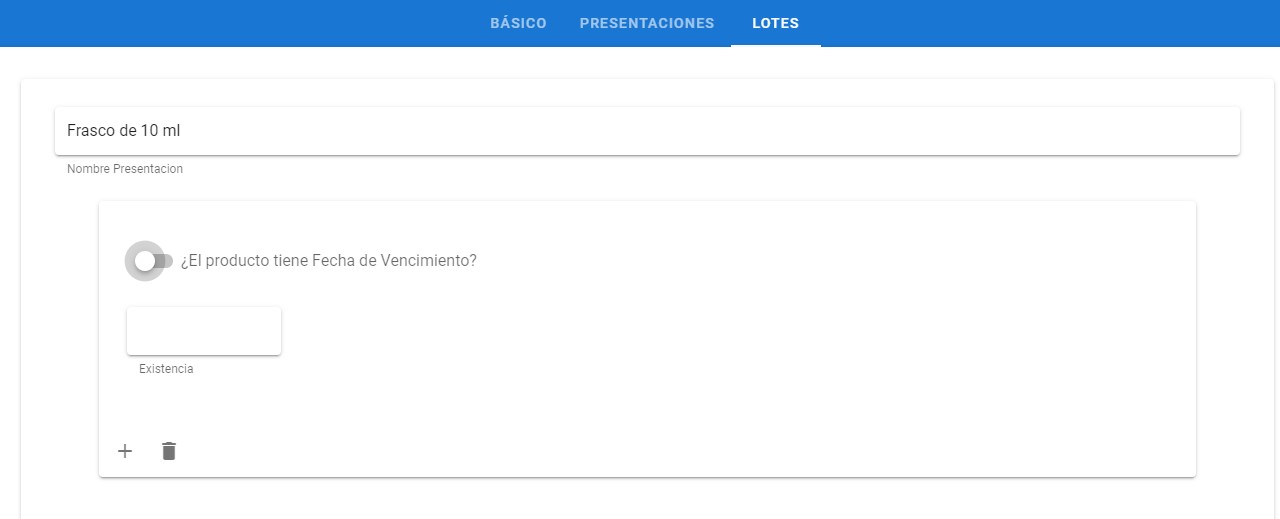 BÁSICO PRESENTACIONES LOTES
Frasco de 10 ml
Nombre Presentacion
¿El producto tiene Fecha de Vencimiento?
Existencia